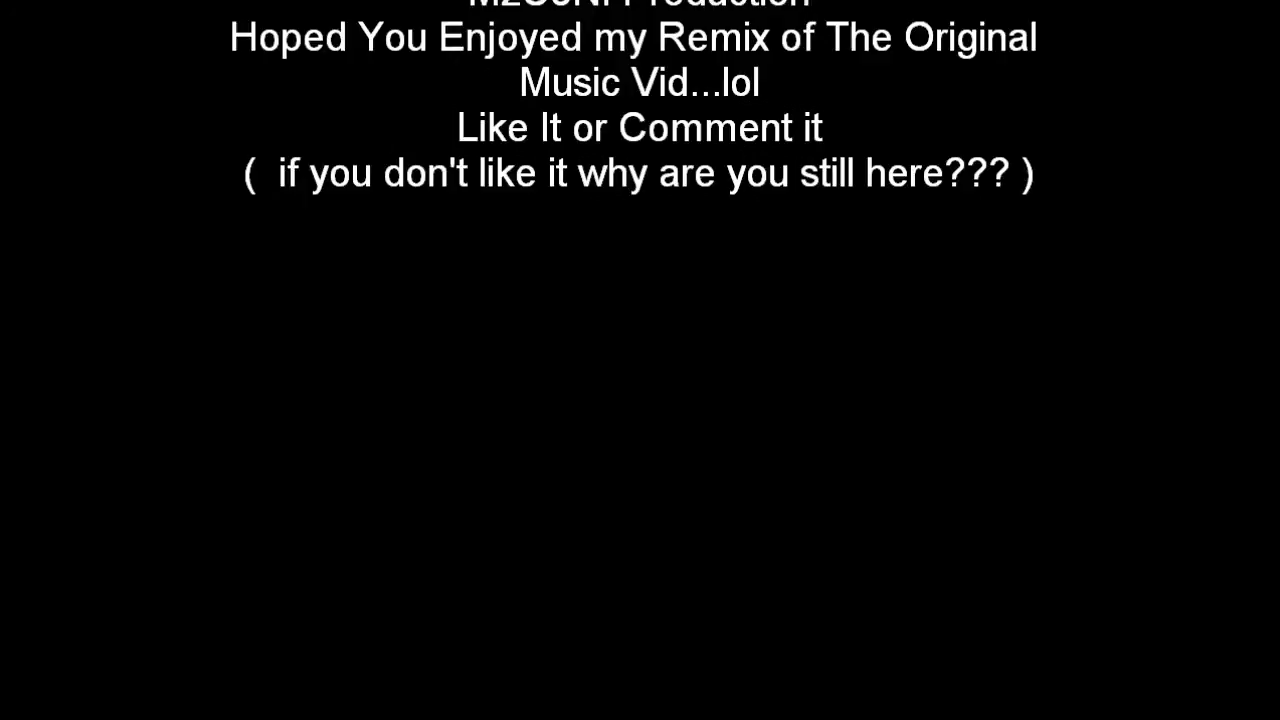 Production
Hoped You Enjoyed my Remix of The Original
Music Vid...lol
Like It or Comment it
(  if you don't like it why are you still here??? )